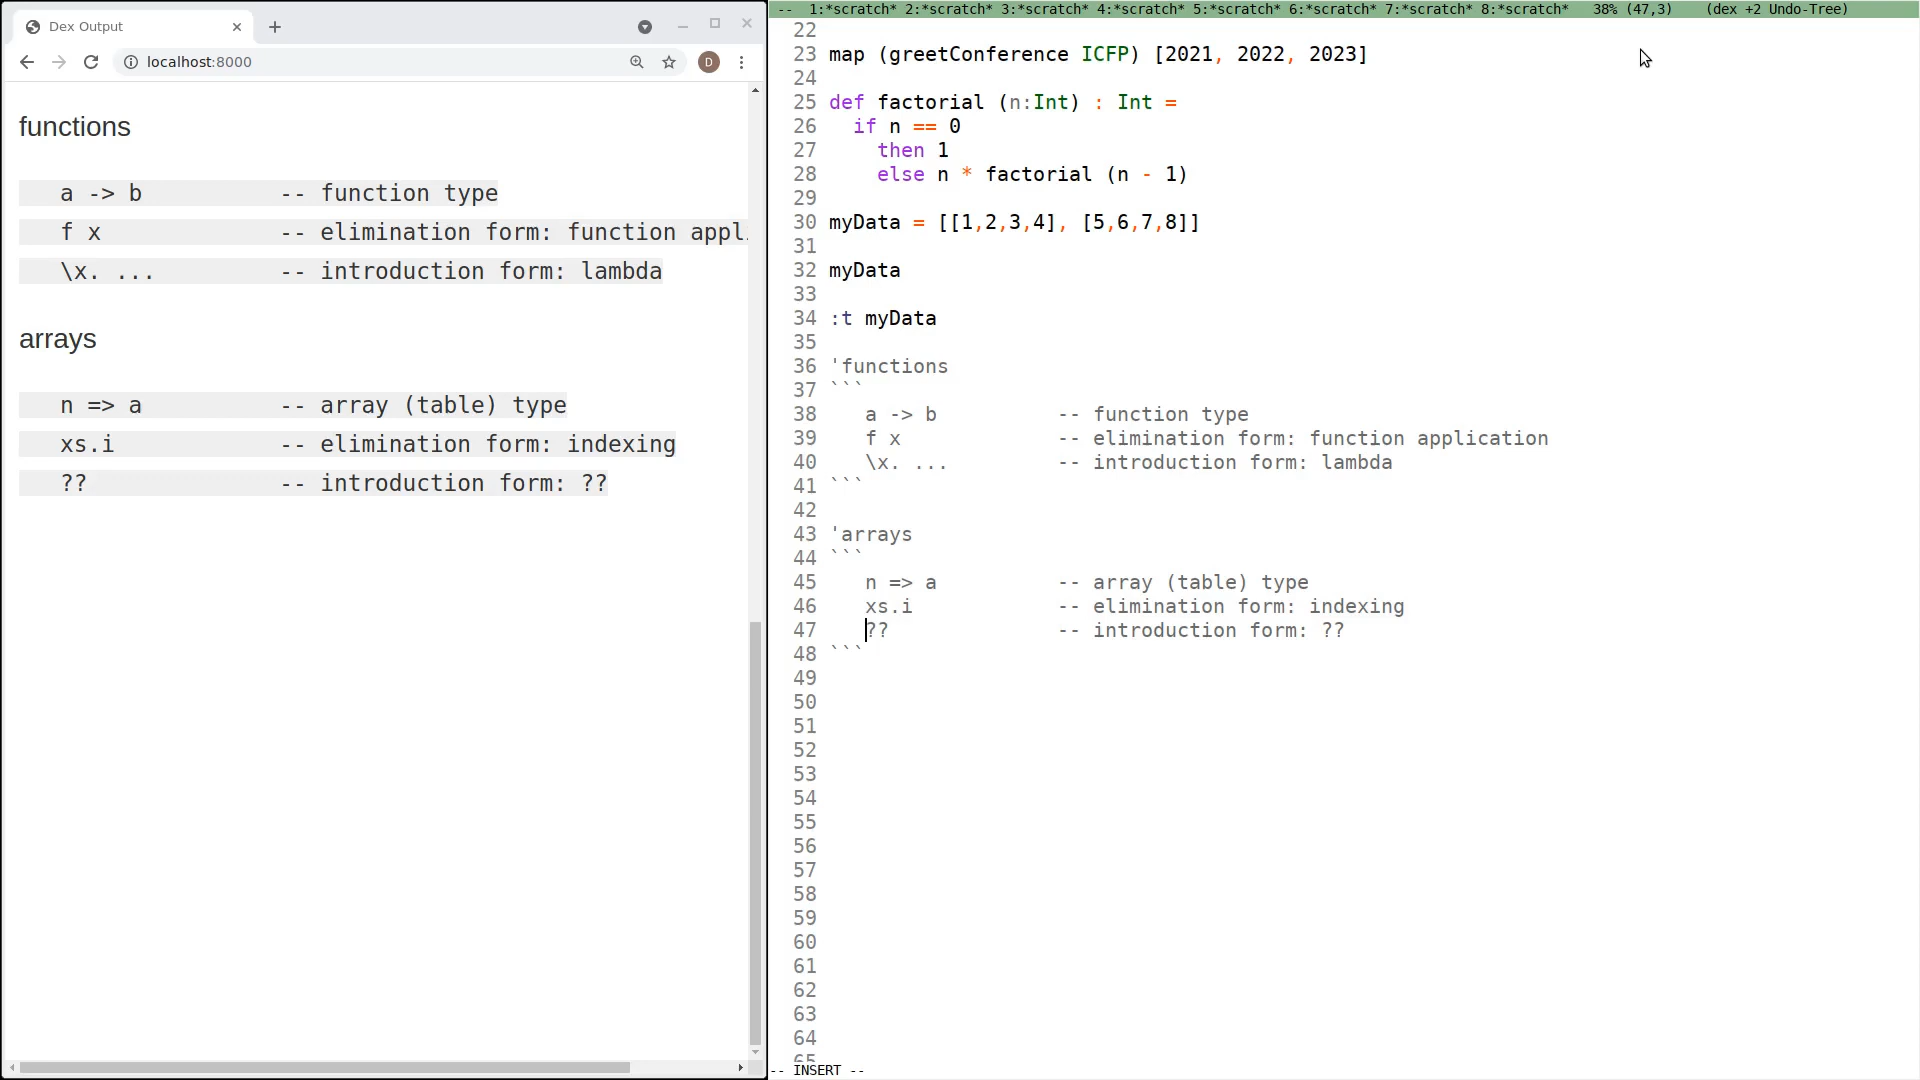 Dex Output
localhost:8000
D
functions
a -> b -- function type
f x -- elimination form: function appl
\x. ... -- introduction form: lambda
arrays
n => a -- array (table) type
xs.i -- elimination form: indexing
?? -- introduction form: ??
-- 1:*scratch* 2:*scratch* 3:*scratch* 4:*scratch* 5:*scratch* 6:*scratch* 7:*scratch* 8:*scratch* 38% (47,3) (dex +2 Undo-Tree)
22
23 map (greetConference ICFP) [2021, 2022, 2023]
24
25 def factorial (n:Int) : Int =
26 if n == 0
27 then 1
28 else n * factorial (n - 1)
29
30 myData = [[1,2,3,4], [5,6,7,8]]
31
32 myData
33
34 :t myData
35
36 'functions
37 ```
38 a -> b -- function type
39 f x -- elimination form: function application
40 \x. ... -- introduction form: lambda
41 ```
42
43 'arrays
44 ```
45 n => a -- array (table) type
46 xs.i -- elimination form: indexing
47 ?? -- introduction form: ??
48 ```
49
50
51
52
53
54
55
56
57
58
59
60
61
62
63
64
65
-- INSERT --